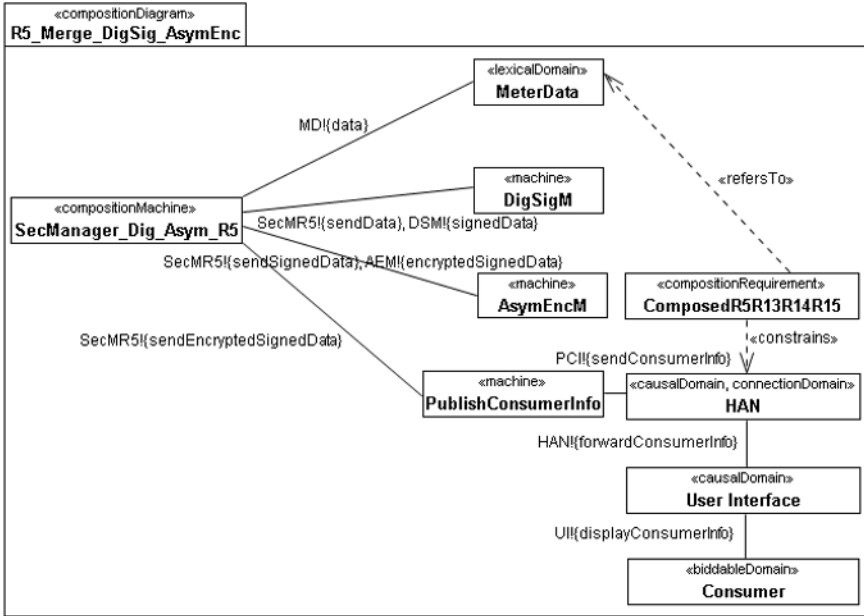 «compositionDiagram»
R5_Merge_DigSig_AsymEnc
«lexicalDomain»
MeterData
MD!{data}
«refersTo»
«machine»
DigSigM
«compositionMachine»
SecManager_Dig_Asym_R5
SecMR5!{sendData}, DSM!{signedData}
SecMR5!{sendSignedData}, AEM!{encryptedSignedData}
«machine»
AsymEncM
«compositionRequirement»
ComposedR5R13R14R15
SecMR5!{sendEncryptedSignedData}
«constrains»
PCI!{sendConsumerInfo}
«machine»
PublishConsumerInfo
«causalDomain, connectionDomain»
HAN
HAN!{forwardConsumerInfo}
«causalDomain»
User Interface
UI!{displayConsumerInfo}
«biddableDomain»
Consumer